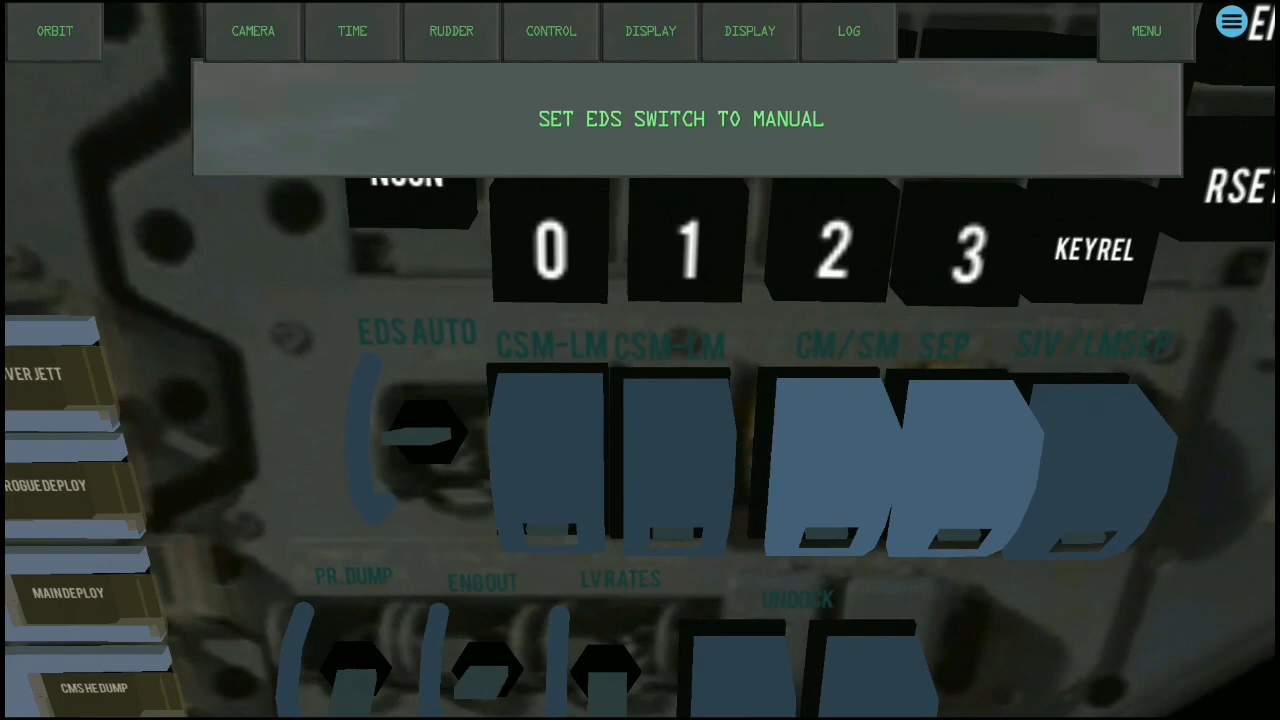 ORBIT
CAMERA
TIME
RUDDER
CONTROL
DISPLAY
DISPLAY
LOG
MENU
SET EDS SWITCH TO MANUAL
0
1
2
3
KEYREL
EDS AUTO
CSM-LM
CSM-LM
CM/SM SEP
SIV/LMSEP
PR.DUMP
ENGOUT
LVRATES
UNDOCK
MAINDEPLOY
CMSHEDUMP